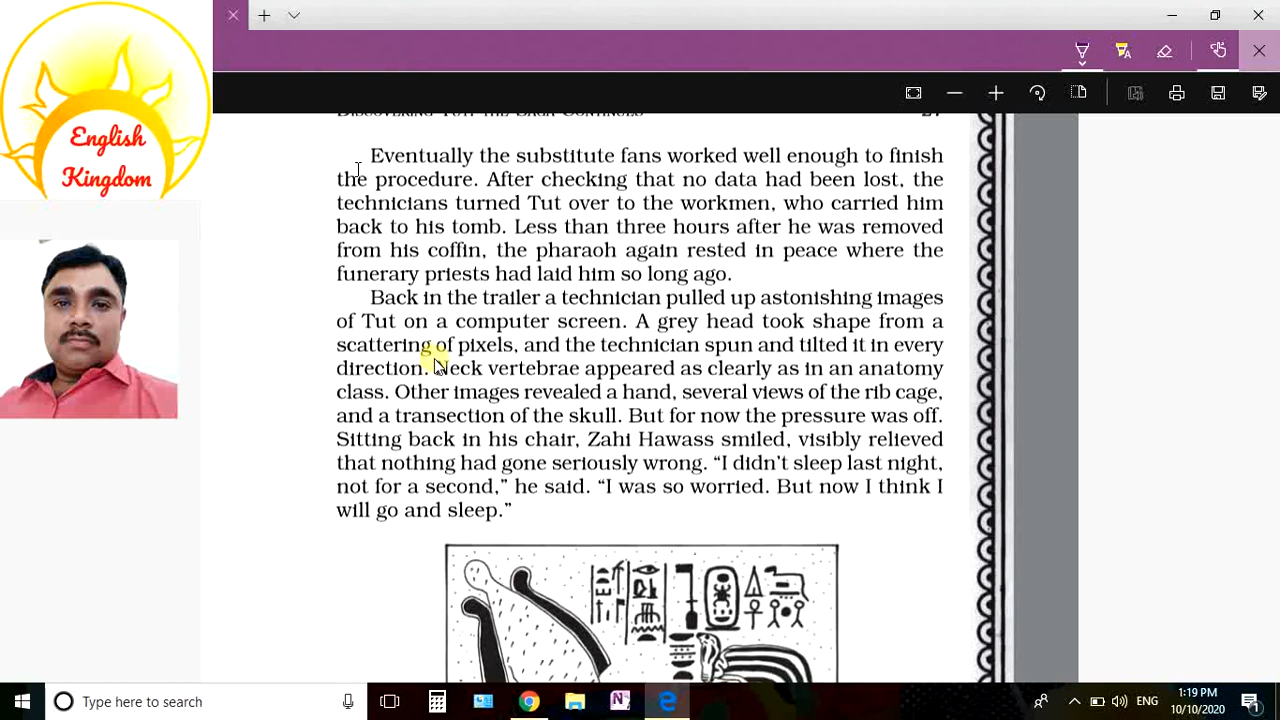 English
Kingdom
DISCOVERING TUT: THE SAGA CONTINUES 27
Eventually the substitute fans worked well enough to finish
the procedure. After checking that no data had been lost, the
technicians turned Tut over to the workmen, who carried him
back to his tomb. Less than three hours after he was removed
from his coffin, the pharaoh again rested in peace where the
funerary priests had laid him so long ago.
Back in the trailer a technician pulled up astonishing images
of Tut on a computer screen. A grey head took shape from a
scattering of pixels, and the technician spun and tilted it in every
direction. Neck vertebrae appeared as clearly as in an anatomy
class. Other images revealed a hand, several views of the rib cage,
and a transection of the skull. But for now the pressure was off.
Sitting back in his chair, Zahi Hawass smiled, visibly relieved
that nothing had gone seriously wrong. “I didn’t sleep last night,
not for a second,” he said. “I was so worried. But now I think I
will go and sleep.”
Type here to search
ENG
1:19 PM
10/10/2020